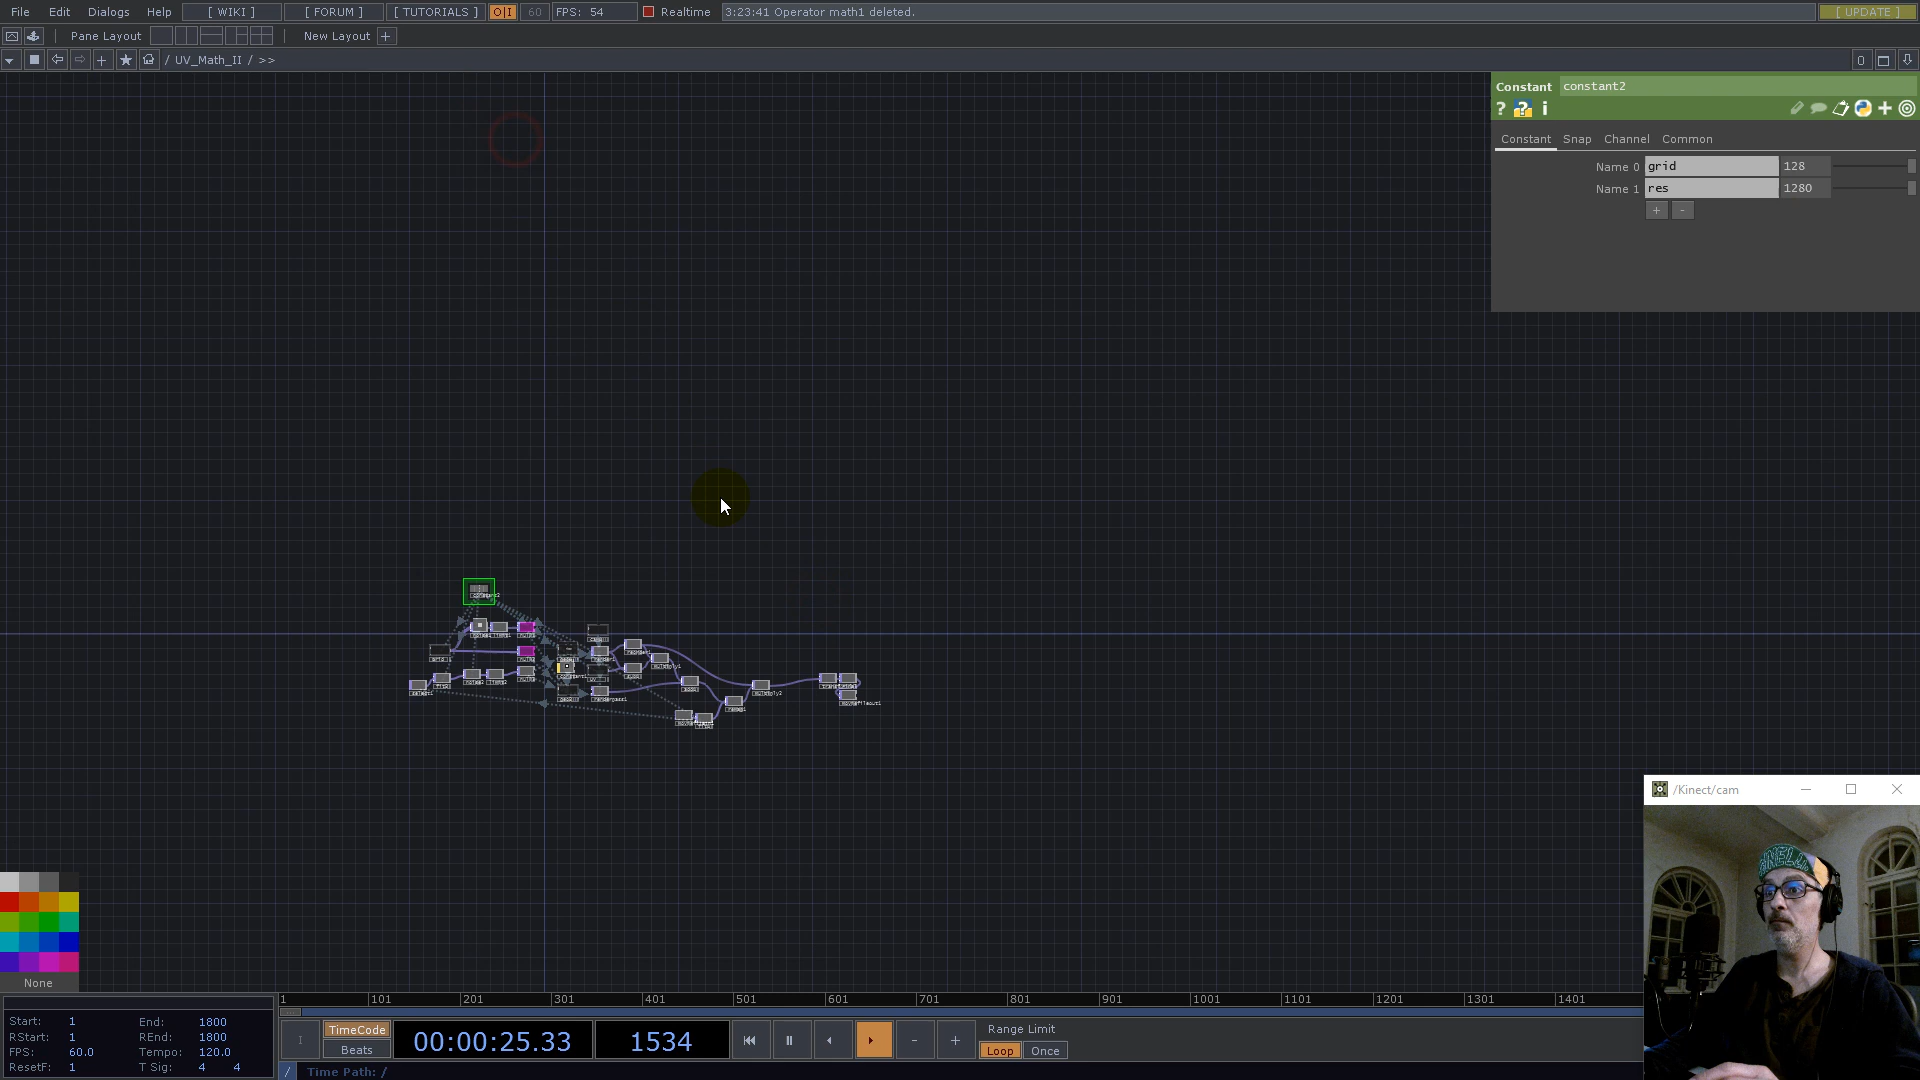 File Edit Dialogs Help [ WIKI ] [ FORUM ] [ TUTORIALS ] O|I 60 FPS: 54 Realtime 3:23:41 Operator math1 deleted. [ UPDATE ]
Pane Layout New Layout +
/ UV_Math_II / >> 0
Constant constant2
? ? i
Constant Snap Channel Common
Name 0 grid 128
Name 1 res 1280
+ -
constant2
multiply1
multiply2
/Kinect/cam
None
1 101 201 301 401 501 601 701 801 901 1001 1101 1201 1301 1401
Start: 1 End: 1800
RStart: 1 REnd: 1800
FPS: 60.0 Tempo: 120.0
ResetF: 1 T Sig: 4 4
I TimeCode Beats 00:00:25.33 1534 - + Range Limit
Loop Once
/ Time Path: /